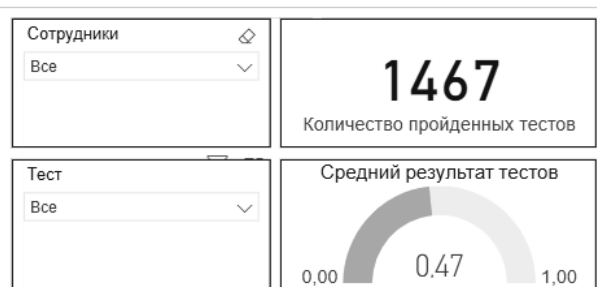 Сотрудники
Все
1467
Количество пройденных тестов
Тест
Все
Средний результат тестов
0,47
0,00
1,00